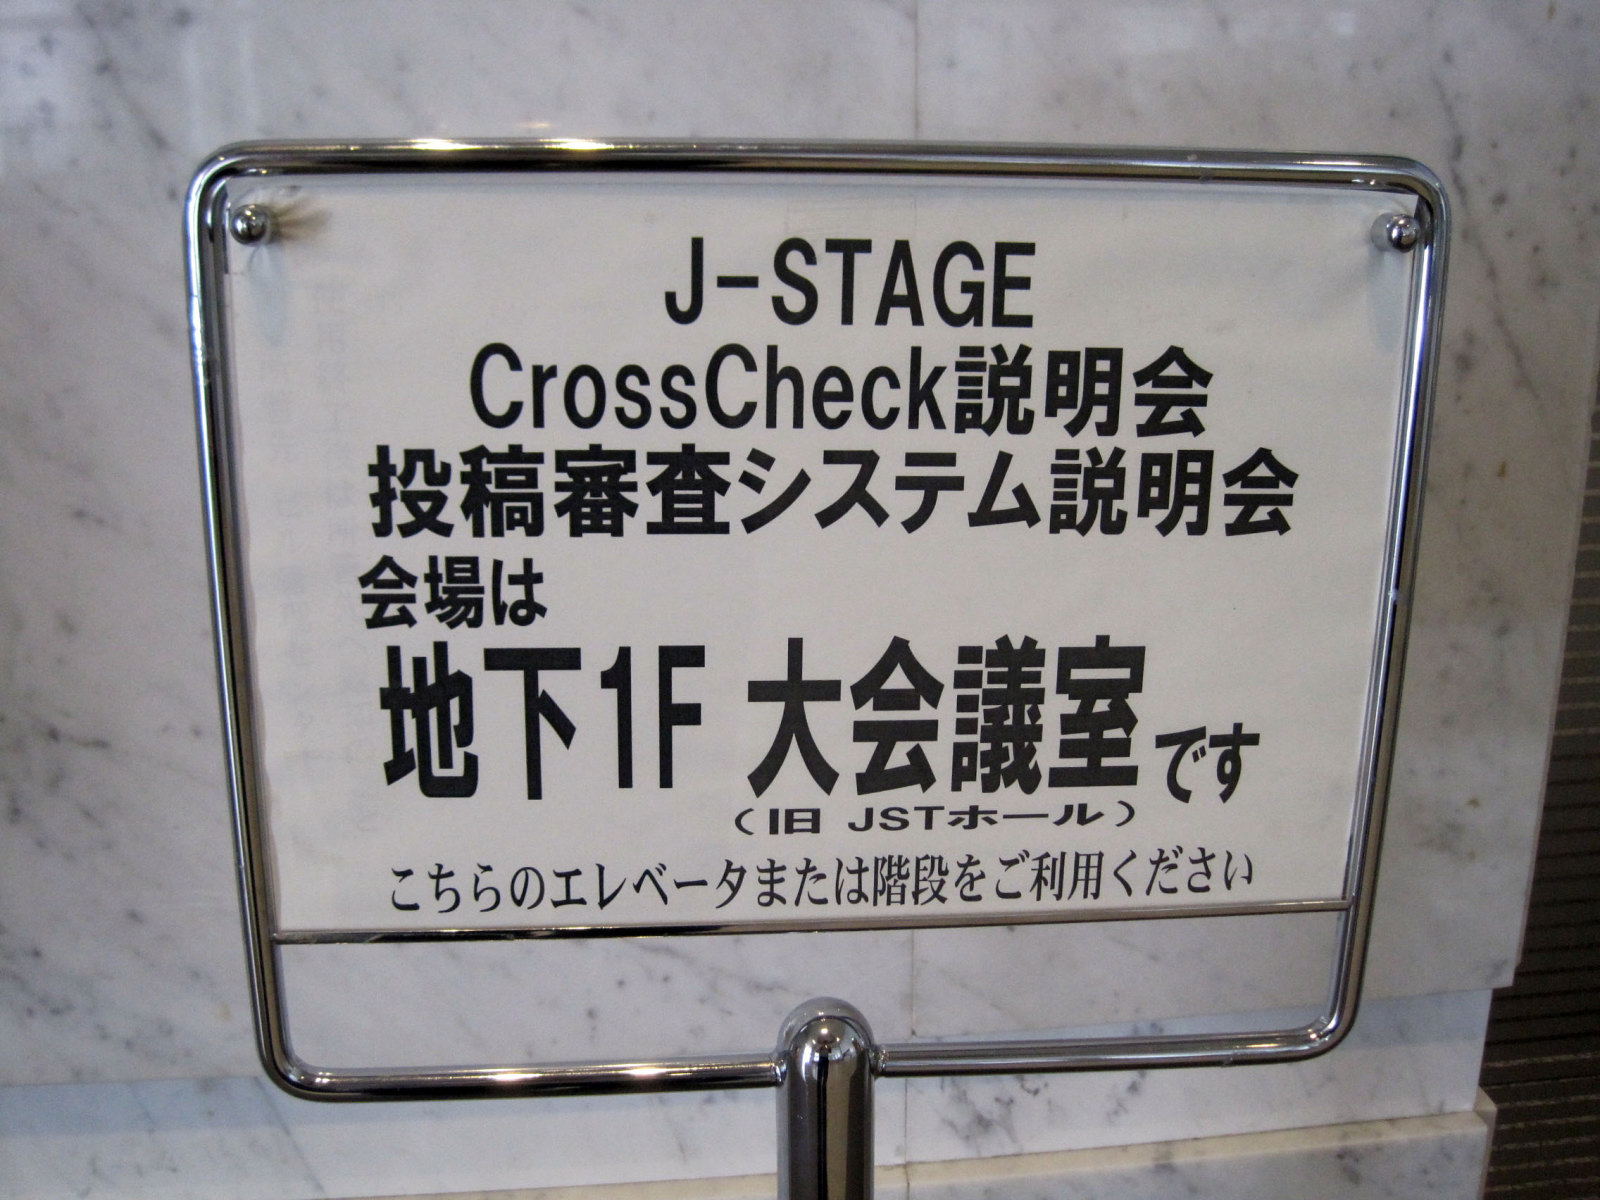 J-STAGE
CrossCheck説明会
投稿審査システム説明会
会場は
地下1F 大会議室です
（旧 JSTホール）
こちらのエレベータまたは階段をご利用ください